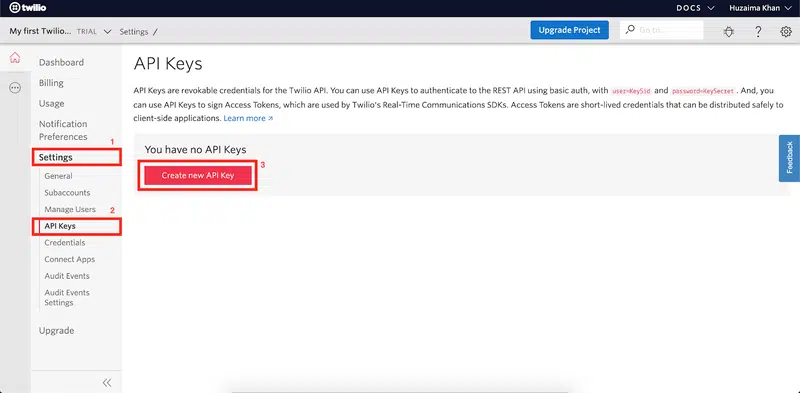 twilio
DOCS
Huzaima Khan
My first Twilio... TRIAL
Settings /
Upgrade Project
Go to...
Dashboard
Billing
Usage
Notification
Preferences
1
Settings
General
Subaccounts
Manage Users
2
API Keys
Credentials
Connect Apps
Audit Events
Audit Events
Settings
Upgrade
API Keys
API Keys are revokable credentials for the Twilio API. You can use API Keys to authenticate to the REST API using basic auth, with user=KeySid and password=KeySecret. And, you
can use API Keys to sign Access Tokens, which are used by Twilio's Real-Time Communications SDKs. Access Tokens are short-lived credentials that can be distributed safely to
client-side applications. Learn more ↗
You have no API Keys
3
Create new API Key
Feedback